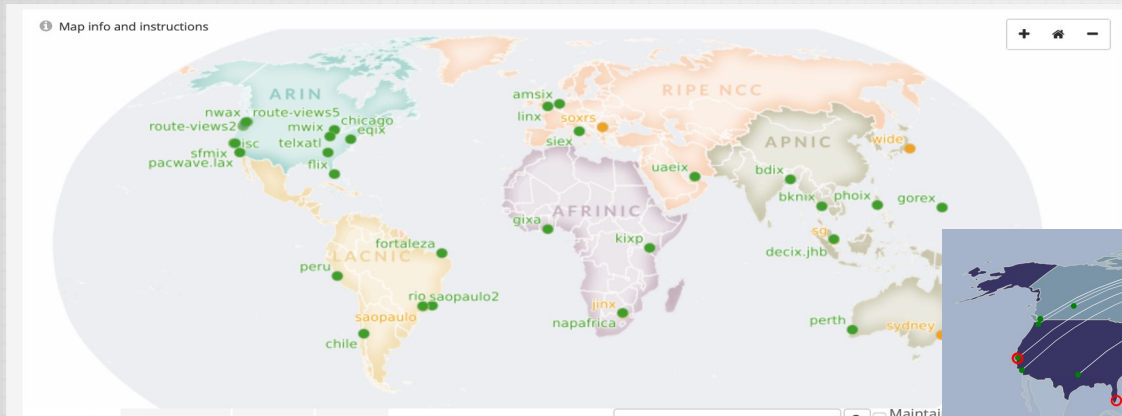 Map info and instructions
ARIN
RIPE NCC
APNIC
AFRINIC
LACNIC
nwax
route-views5
route-views2
chicago
mwix
eqix
isc
telxatl
sfmix
pacwave.lax
flix
amsix
linx
soxrs
siex
uaeix
wide
bdix
bknix
phoix
gorex
gixa
kixp
sg
decix.jhb
fortaleza
peru
rio
saopaulo2
saopaulo
chile
jinx
napafrica
perth
sydney